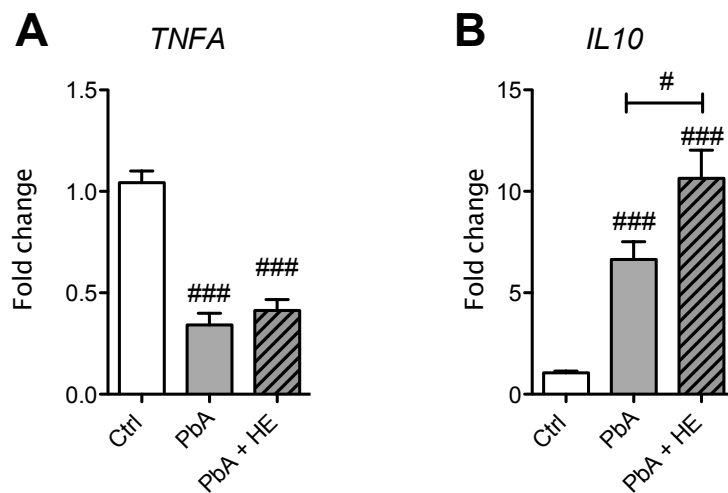 A
TNFA
Fold change
1.5
1.0
0.5
0.0
###
###
Ctrl
PbA
PbA + HE
B
IL10
Fold change
15
10
5
0
#
###
###
Ctrl
PbA
PbA + HE